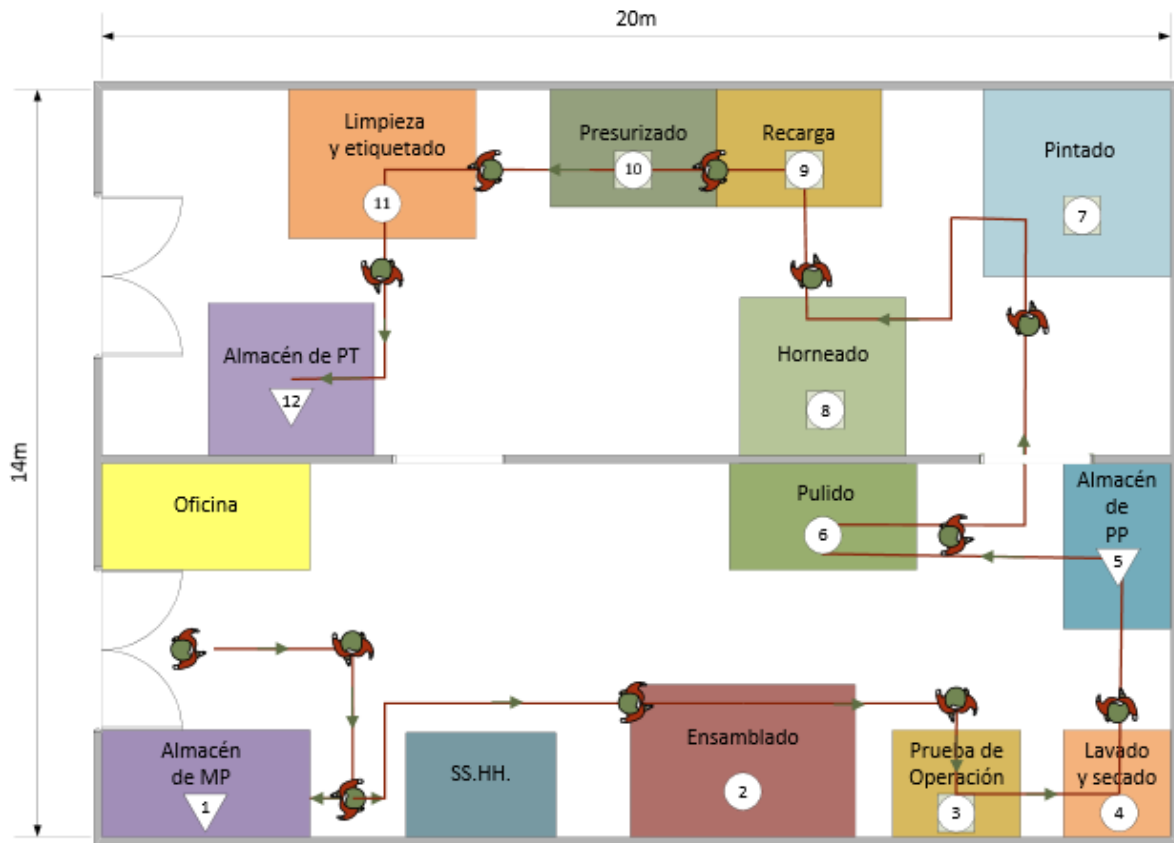 20m
14m
Limpieza
y etiquetado
11
Presurizado
10
Recarga
9
Pintado
7
Almacén de PT
12
Horneado
8
Oficina
Pulido
6
Almacén
de
PP
5
Almacén
de MP
1
SS.HH.
Ensamblado
2
Prueba de
Operación
3
Lavado
y secado
4